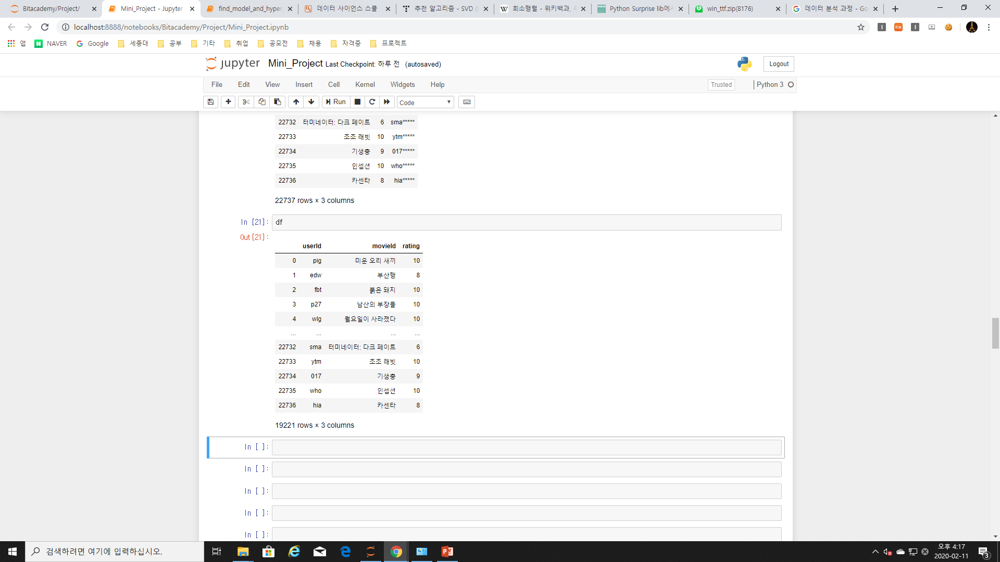 Bitacademy/Project/
Mini_Project - Jupyter
find_model_and_hyper
데이터 사이언스 스쿨
추천 알고리즘 - SVD
희소행렬 - 위키백과,
Python Surprise lib에서
win_ttf.zip(8176)
데이터 분석 과정 - Go
localhost:8888/notebooks/Bitacademy/Project/Mini_Project.ipynb
앱 NAVER Google 세종대 공부 기타 취업 공모전 채용 자격증 프로젝트
jupyter Mini_Project Last Checkpoint: 하루 전 (autosaved) Logout
File Edit View Insert Cell Kernel Widgets Help Trusted Python 3
Run Code
22732 터미네이터: 다크 페이트 6 sma*****
22733 조조 래빗 10 ytm*****
22734 기생충 9 017*****
22735 인셉션 10 who*****
22736 카센타 8 hia*****
22737 rows × 3 columns
In [21]: df
Out[21]:
userId movieId rating
0 pig 미운 오리 새끼 10
1 edw 부산행 8
2 fbt 붉은 돼지 10
3 p27 남산의 부장들 10
4 wlg 월요일이 사라졌다 10
... ... ... ...
22732 sma 터미네이터: 다크 페이트 6
22733 ytm 조조 래빗 10
22734 017 기생충 9
22735 who 인셉션 10
22736 hia 카센타 8
19221 rows × 3 columns
In [ ]:
In [ ]:
In [ ]:
In [ ]:
In [ ]:
검색하려면 여기에 입력하십시오.
오후 4:17
2020-02-11
3